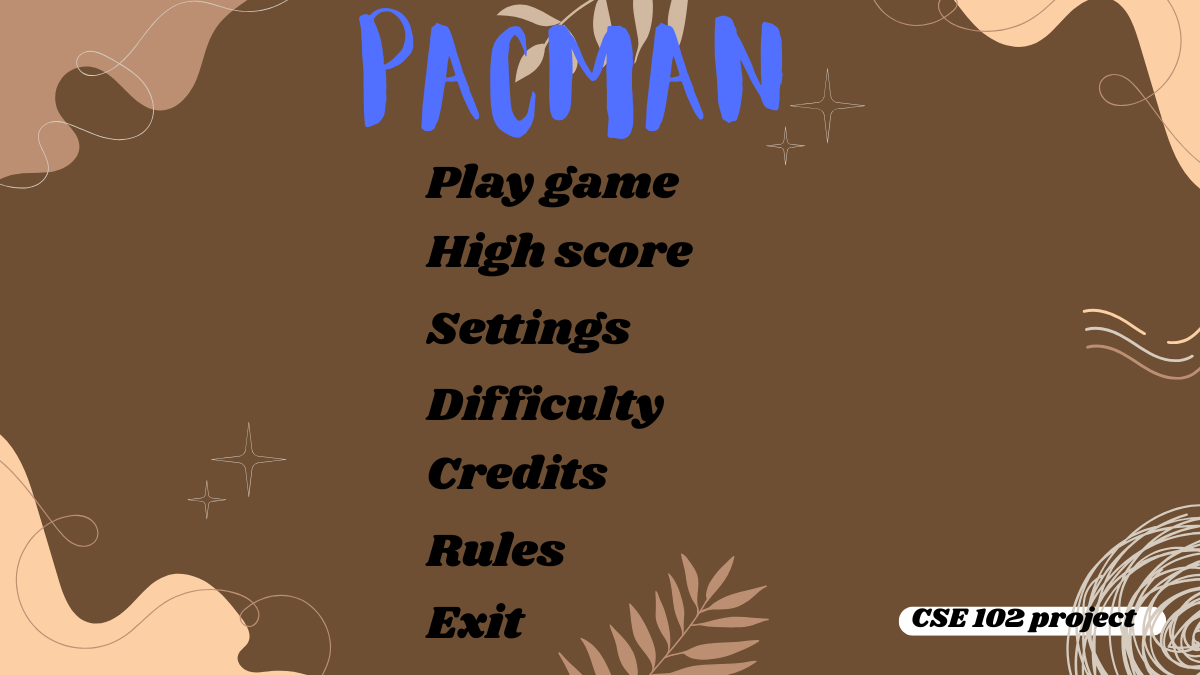 PACMAN
Play game
High score
Settings
Difficulty
Credits
Rules
Exit
CSE 102 project